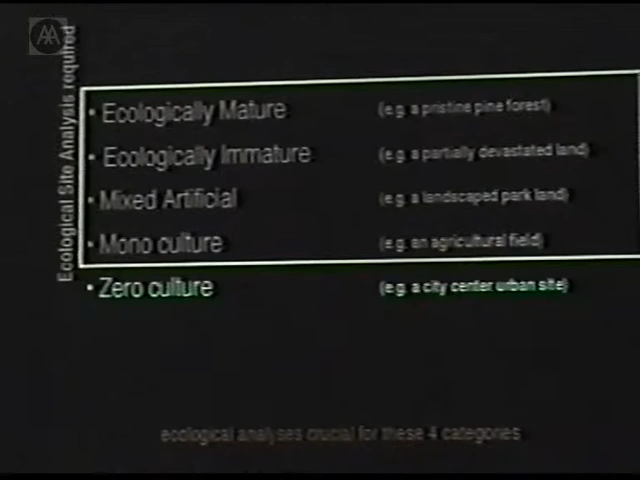 AA
Ecological Site Analysis required
• Ecologically Mature (e.g. a pristine pine forest)
• Ecologically Immature (e.g. a partially devastated land)
• Mixed Artificial (e.g. a landscaped park land)
• Mono culture (e.g. an agricultural field)
• Zero culture (e.g. a city center urban site)
ecological analyses crucial for these 4 categories